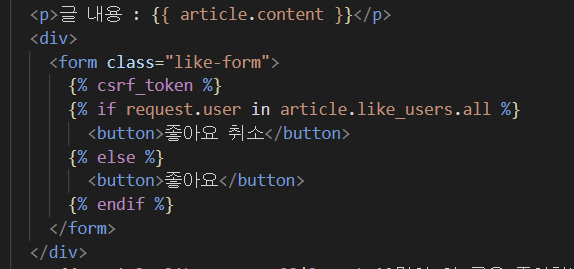 <p>글 내용 : {{ article.content }}</p>
<div>
<form class="like-form">
{% csrf_token %}
{% if request.user in article.like_users.all %}
<button>좋아요 취소</button>
{% else %}
<button>좋아요</button>
{% endif %}
</form>
</div>